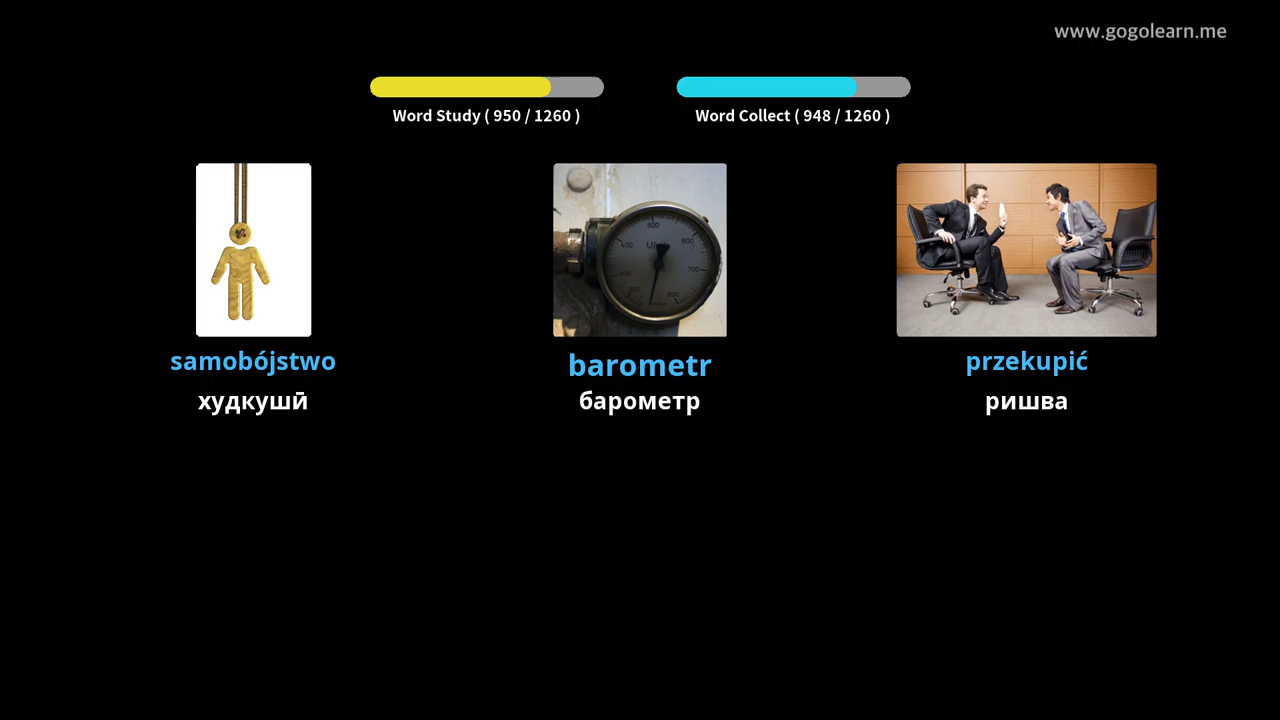 www.gogolearn.me
Word Study ( 950 / 1260 )
Word Collect ( 948 / 1260 )
samobójstwo
barometr
przekupić
худкушӣ
барометр
ришва